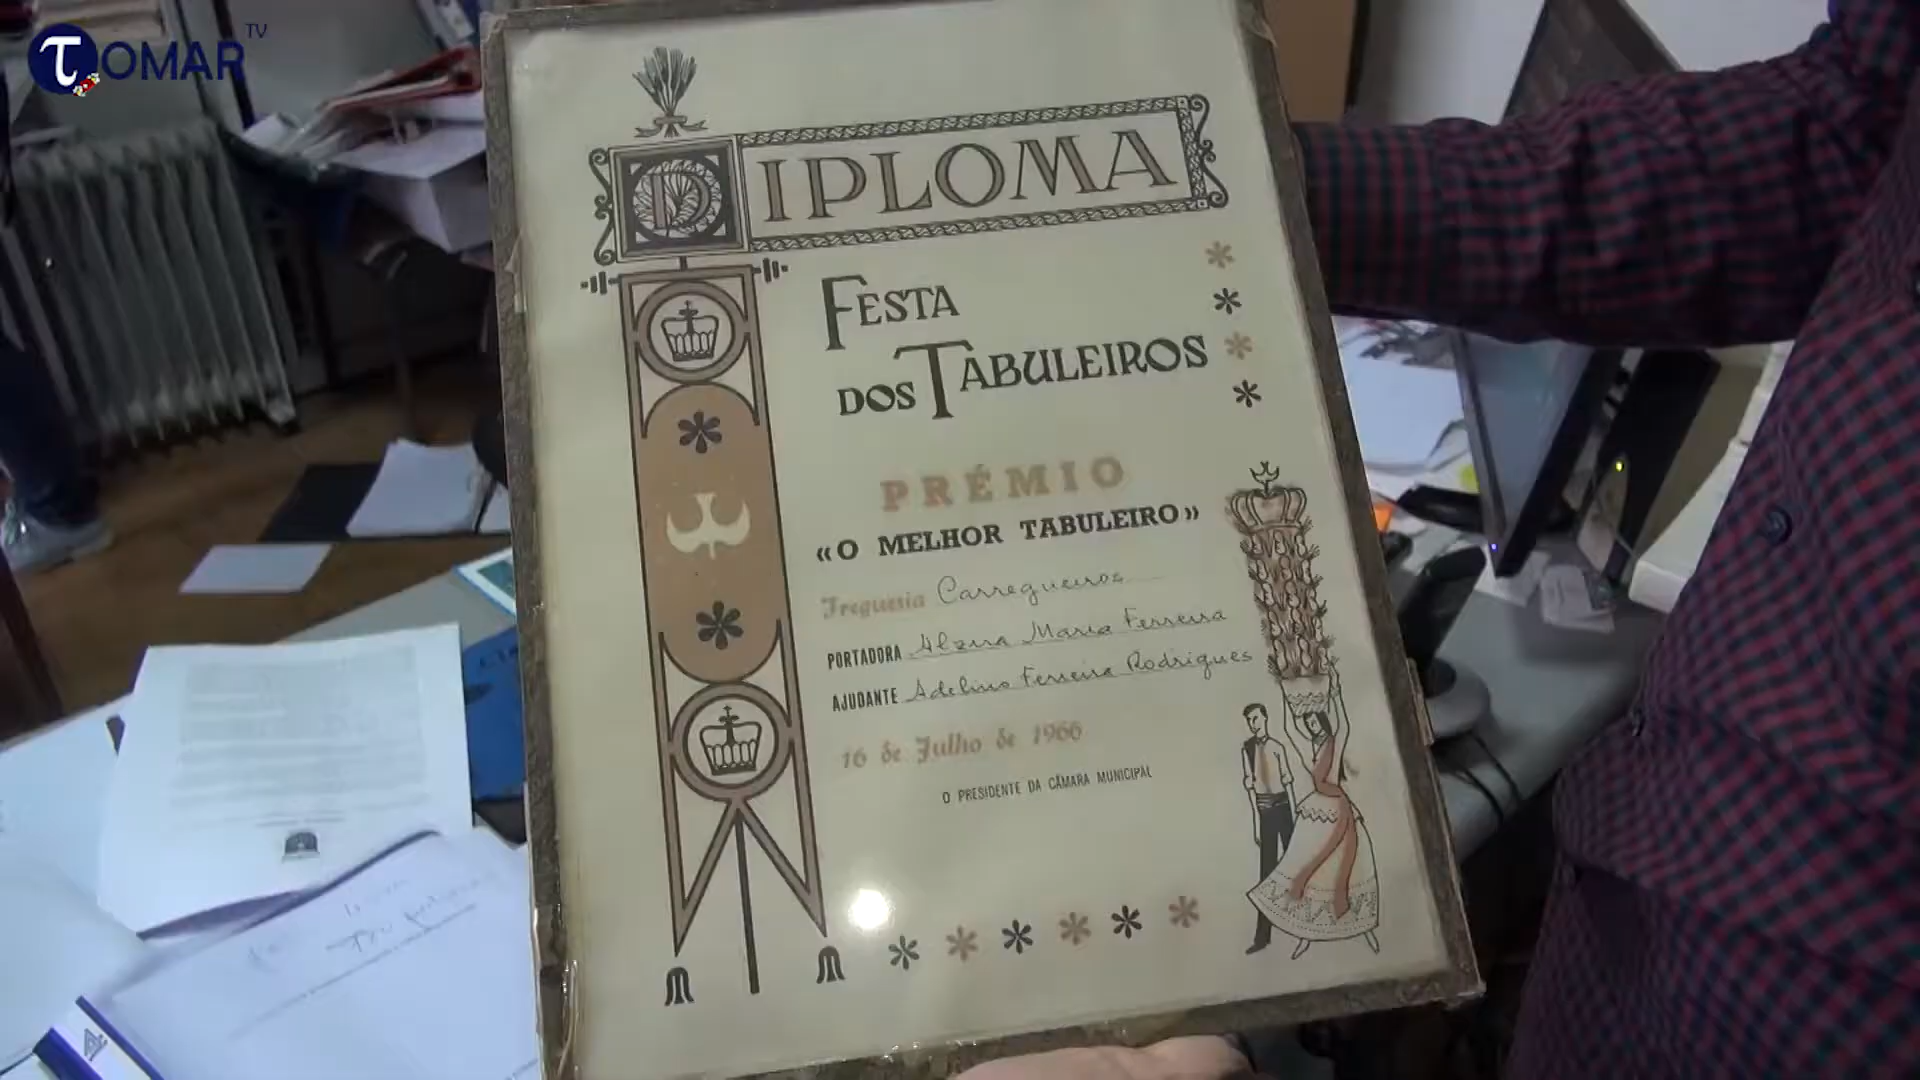 TOMAR TV
DIPLOMA
FESTA
DOS TABULEIROS
PRÉMIO
«O MELHOR TABULEIRO»
Freguesia Carregueiros
PORTADORA Alzira Maria Ferreira
AJUDANTE Adelino Ferreira Rodrigues
16 de Julho de 1966
O PRESIDENTE DA CÂMARA MUNICIPAL